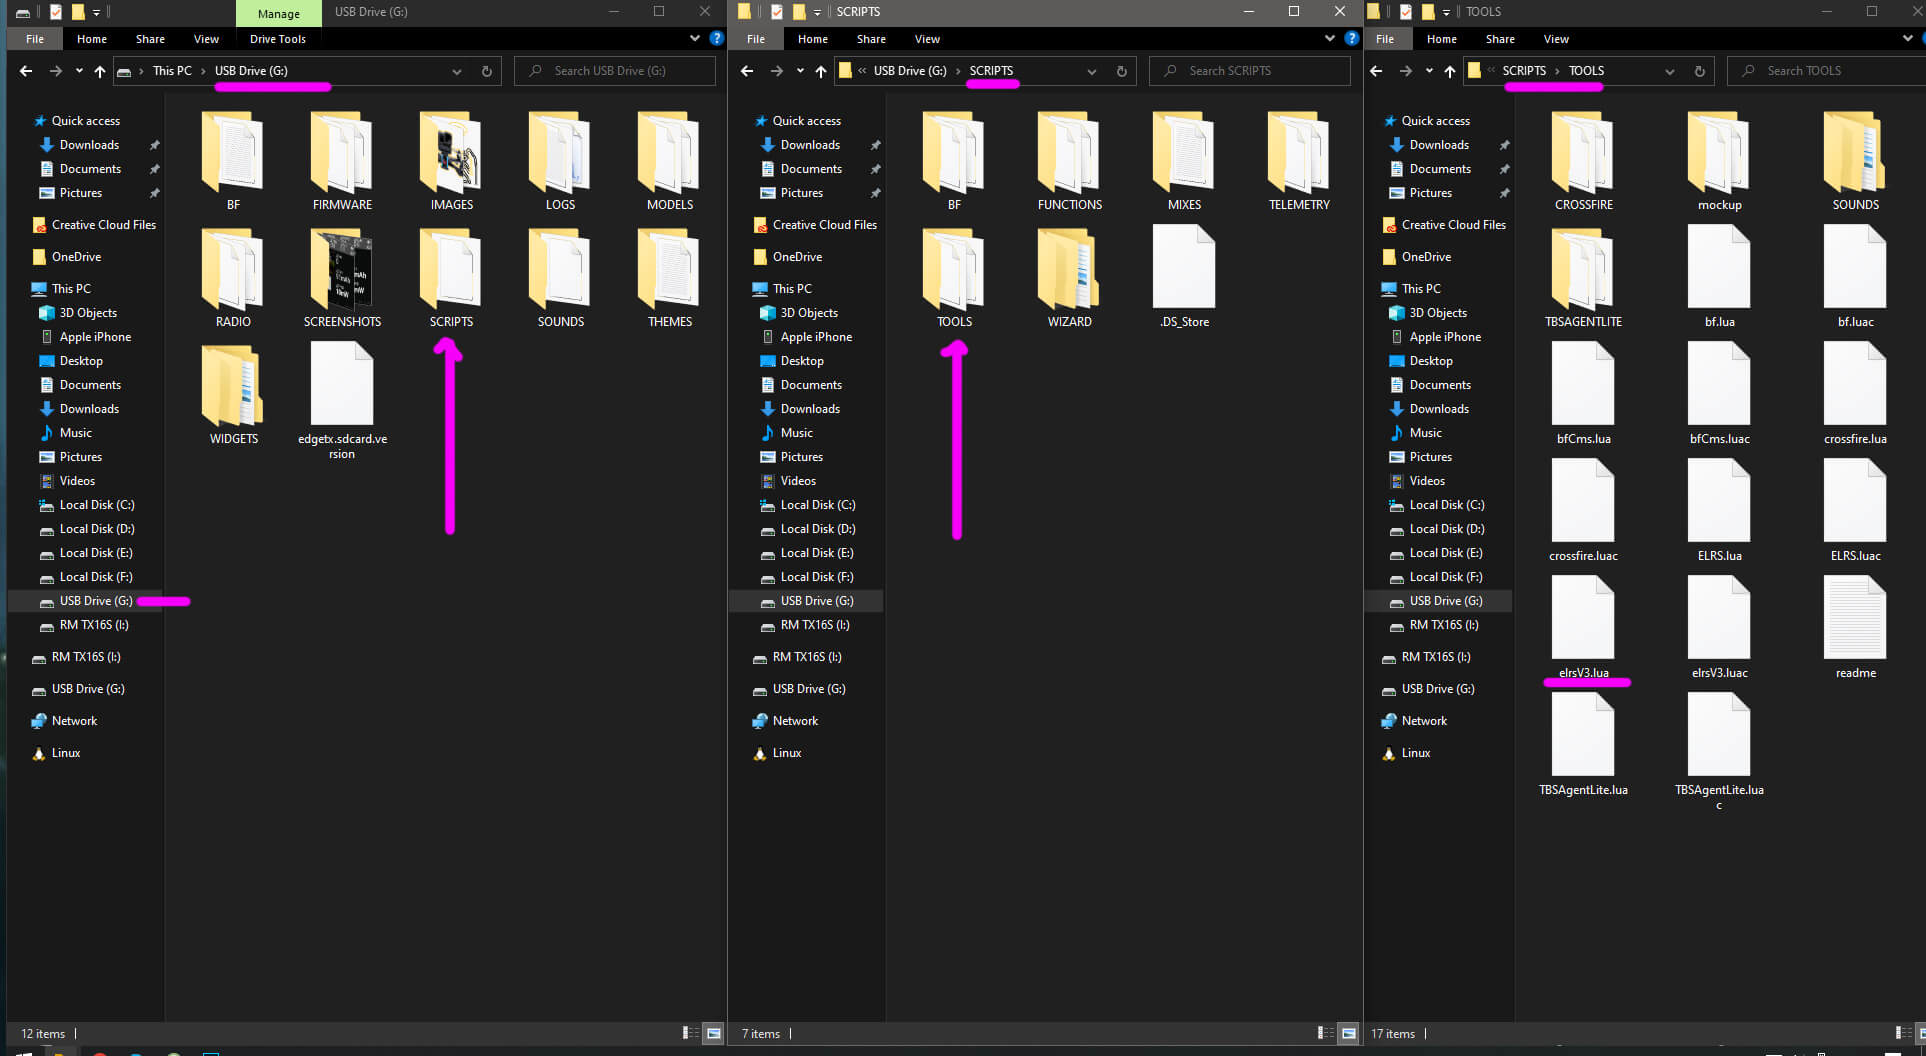 Manage
USB Drive (G:)
File
Home
Share
View
Drive Tools
This PC
USB Drive (G:)
Search USB Drive (G:)
Quick access
Downloads
Documents
Pictures
Creative Cloud Files
OneDrive
This PC
3D Objects
Apple iPhone
Desktop
Documents
Downloads
Music
Pictures
Videos
Local Disk (C:)
Local Disk (D:)
Local Disk (E:)
Local Disk (F:)
USB Drive (G:)
RM TX16S (I:)
RM TX16S (I:)
USB Drive (G:)
Network
Linux
BF
FIRMWARE
IMAGES
LOGS
MODELS
RADIO
SCREENSHOTS
SCRIPTS
SOUNDS
THEMES
WIDGETS
edgetx.sdcard.ve
rsion
12 items
SCRIPTS
File
Home
Share
View
« USB Drive (G:)
SCRIPTS
Search SCRIPTS
Quick access
Downloads
Documents
Pictures
Creative Cloud Files
OneDrive
This PC
3D Objects
Apple iPhone
Desktop
Documents
Downloads
Music
Pictures
Videos
Local Disk (C:)
Local Disk (D:)
Local Disk (E:)
Local Disk (F:)
USB Drive (G:)
RM TX16S (I:)
RM TX16S (I:)
USB Drive (G:)
Network
Linux
BF
FUNCTIONS
MIXES
TELEMETRY
TOOLS
WIZARD
.DS_Store
7 items
TOOLS
File
Home
Share
View
« SCRIPTS
TOOLS
Search TOOLS
Quick access
Downloads
Documents
Pictures
Creative Cloud Files
OneDrive
This PC
3D Objects
Apple iPhone
Desktop
Documents
Downloads
Music
Pictures
Videos
Local Disk (C:)
Local Disk (D:)
Local Disk (E:)
Local Disk (F:)
USB Drive (G:)
RM TX16S (I:)
RM TX16S (I:)
USB Drive (G:)
Network
Linux
CROSSFIRE
mockup
SOUNDS
TBSAGENTLITE
bf.lua
bf.luac
bfCms.lua
bfCms.luac
crossfire.lua
crossfire.luac
ELRS.lua
ELRS.luac
elrsV3.lua
elrsV3.luac
readme
TBSAgentLite.lua
TBSAgentLite.lua
c
17 items